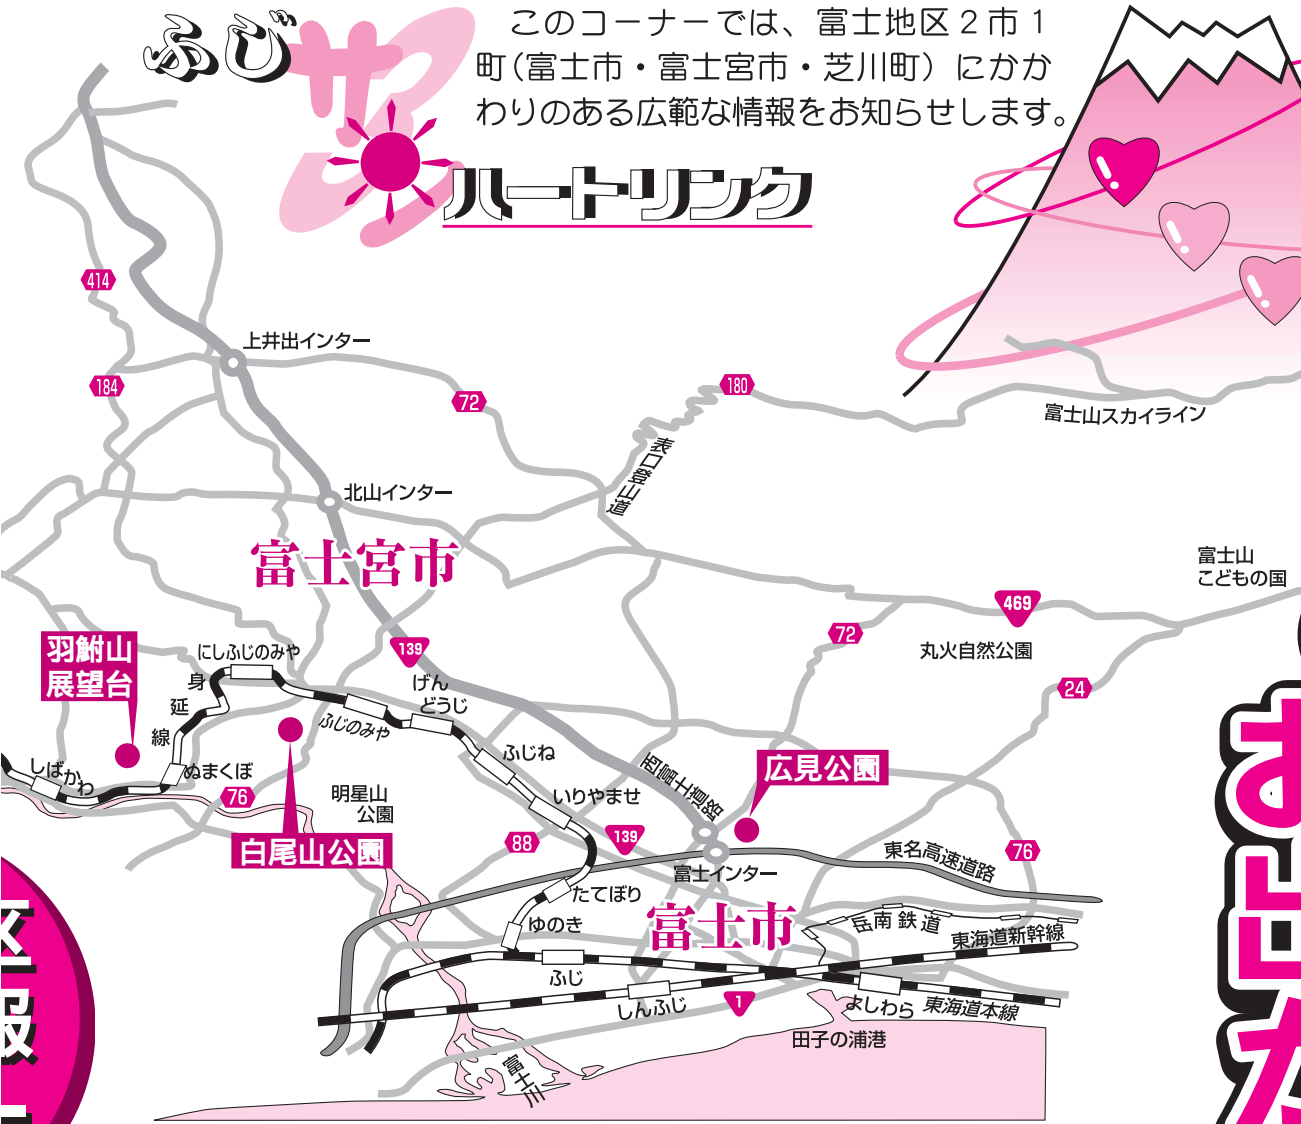 ふじサン
ハートリンク
このコーナーでは、富士地区２市１
町（富士市・富士宮市・芝川町）にかか
わりのある広範な情報をお知らせします。
414
上井出インター
184
72
180
富士山スカイライン
表口登山道
北山インター
富士宮市
富士山
こどもの国
469
丸火自然公園
72
24
139
羽鮒山
展望台
にしふじのみや
身延線
げん
どうじ
ふじのみや
ふじね
しばかわ
ぬまくぼ
76
明星山
公園
いりやませ
西富士道路
広見公園
白尾山公園
88
139
富士インター
東名高速道路
76
たてぼり
ゆのき
富士市
岳南鉄道
東海道新幹線
ふじ
しんふじ
1
よしわら
東海道本線
田子の浦港
富士川